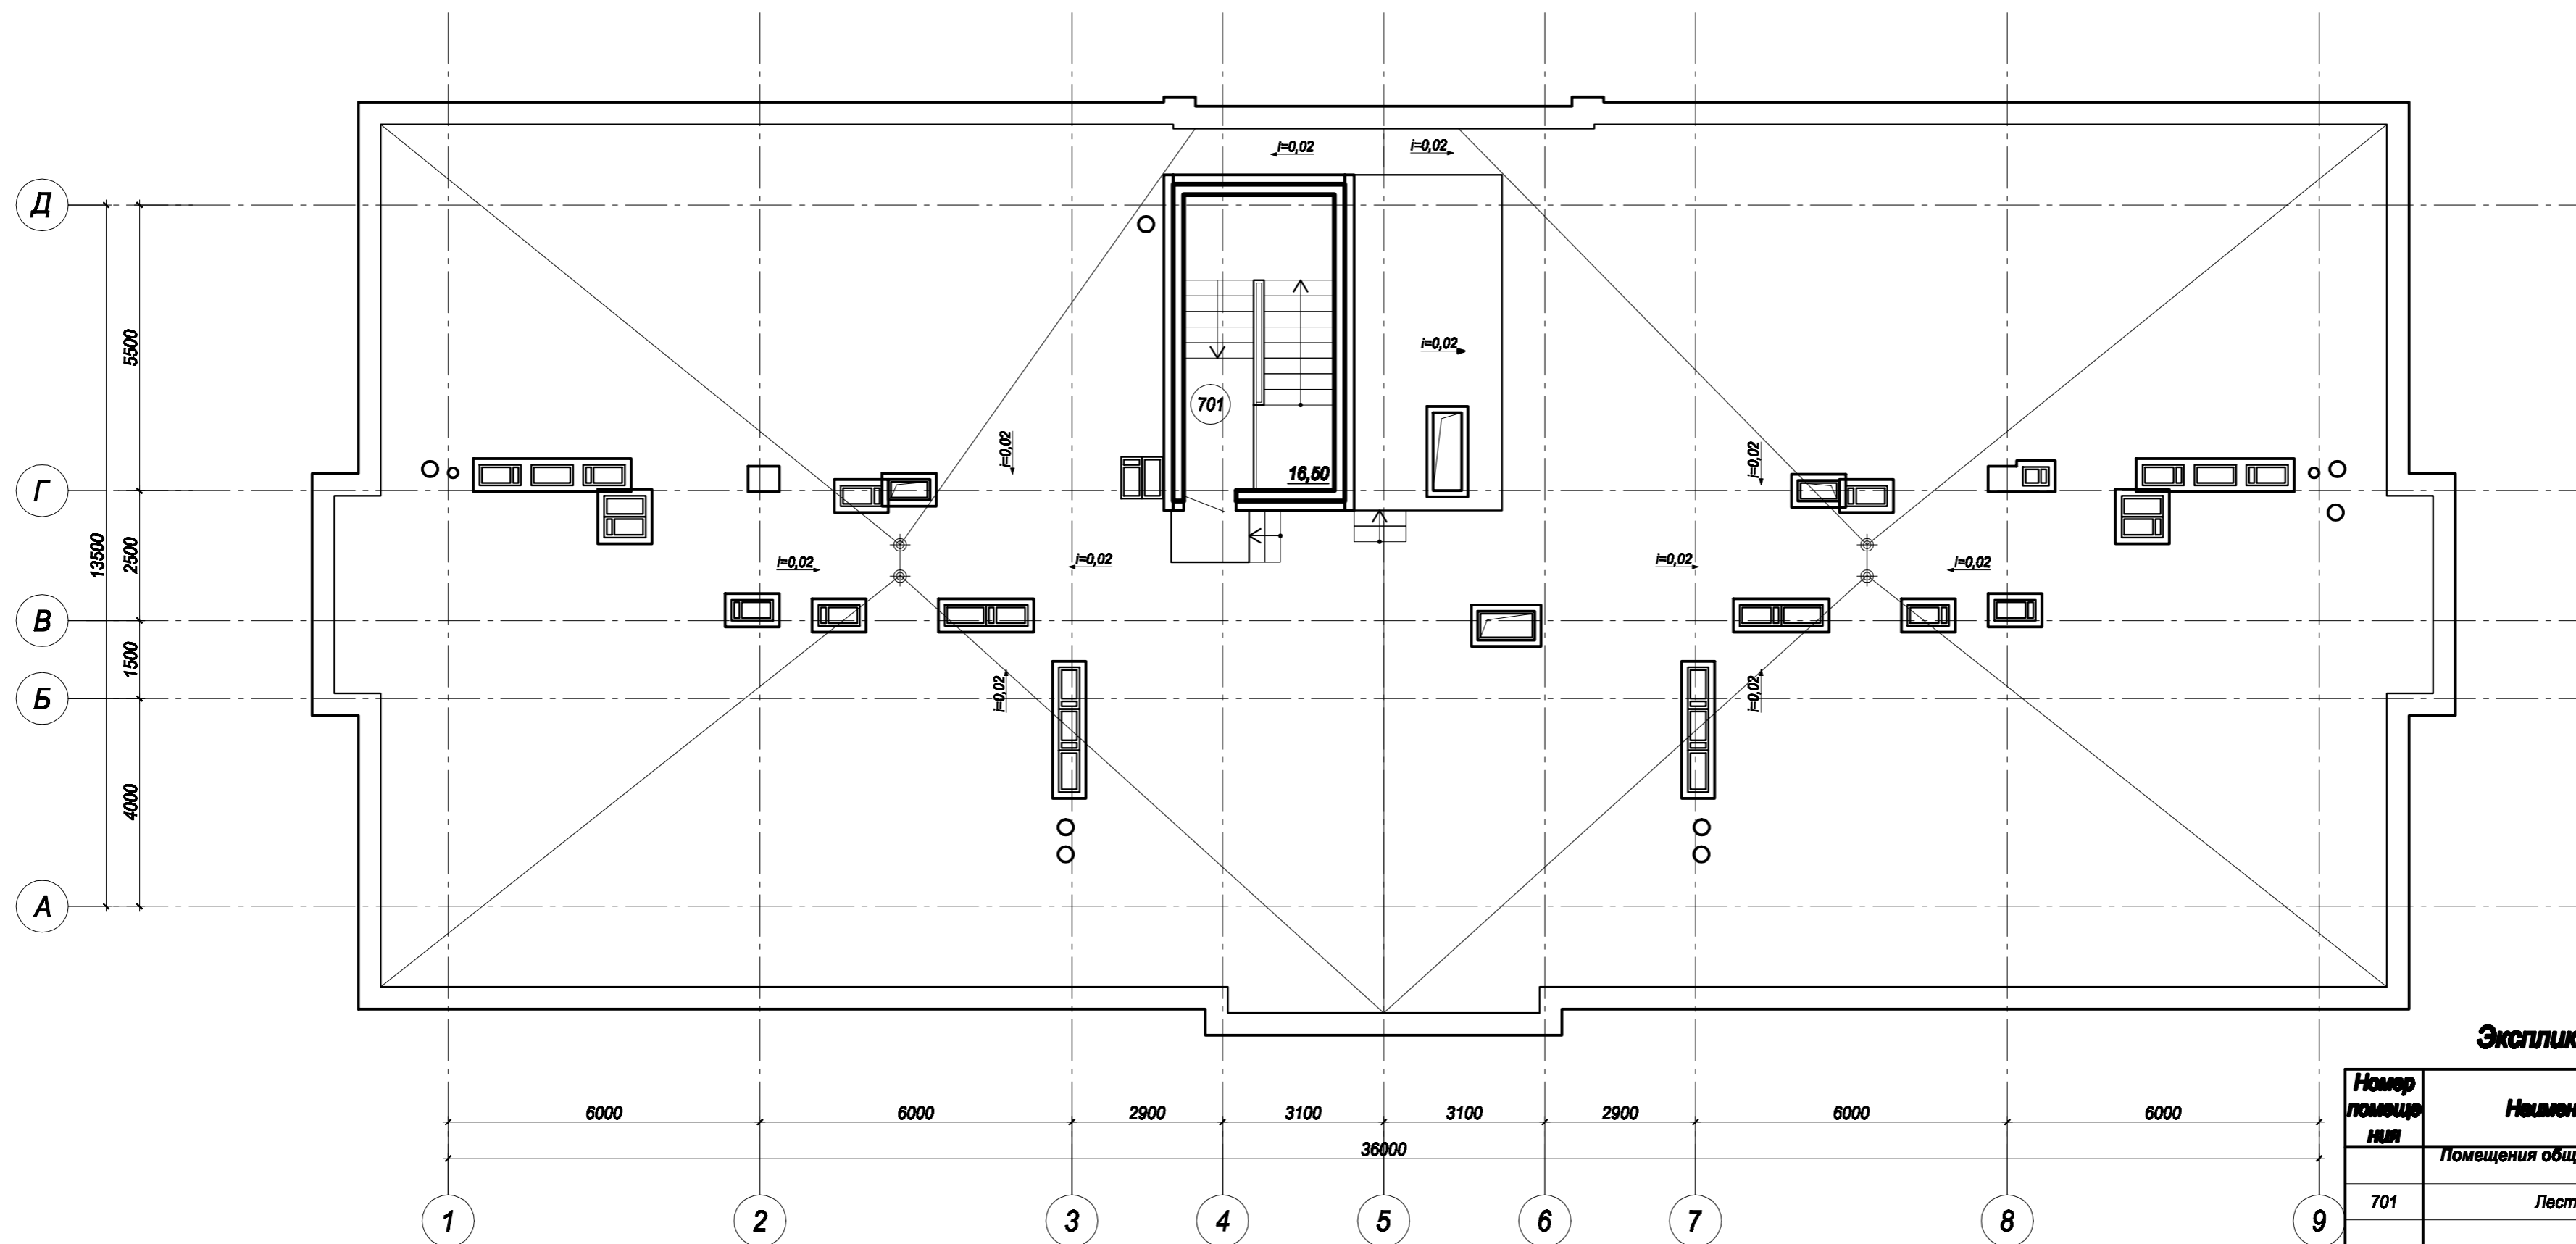 i=0,02
i=0,02
Д
5500
i=0,02
701
i=0,02
i=0,02
16,50
Г
13500
2500
i=0,02
i=0,02
i=0,02
i=0,02
В
1500
i=0,02
i=0,02
Б
4000
А
Эксплик
Номер
помеще
ния
Наимен
6000
6000
2900
3100
3100
2900
6000
6000
36000
Помещения общ
701
Лест
1
2
3
4
5
6
7
8
9